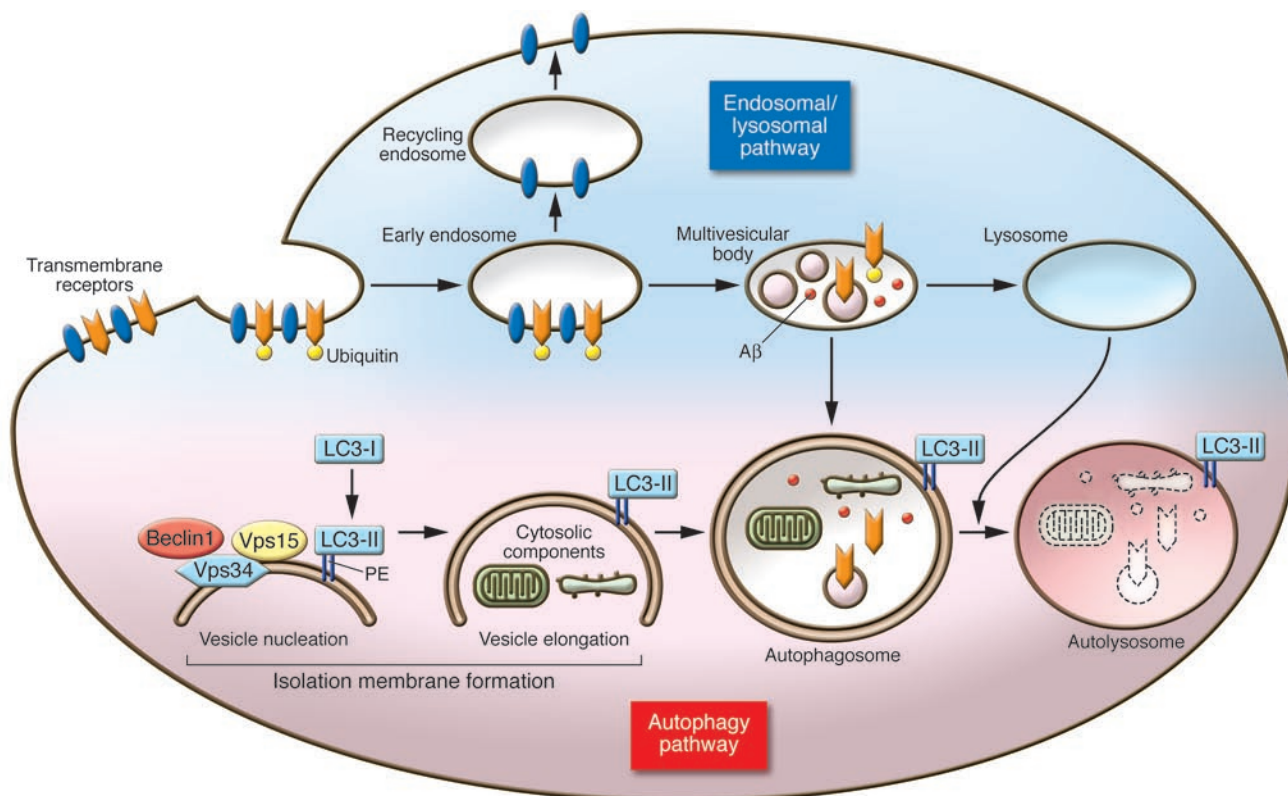 Endosomal/
lysosomal
pathway
Recycling
endosome
Early endosome
Multivesicular
body
Lysosome
Transmembrane
receptors
Ubiquitin
Aβ
LC3-I
LC3-II
LC3-II
LC3-II
Beclin1
Vps15
LC3-II
Vps34
PE
Cytosolic
components
Vesicle nucleation
Vesicle elongation
Autophagosome
Autolysosome
Isolation membrane formation
Autophagy
pathway